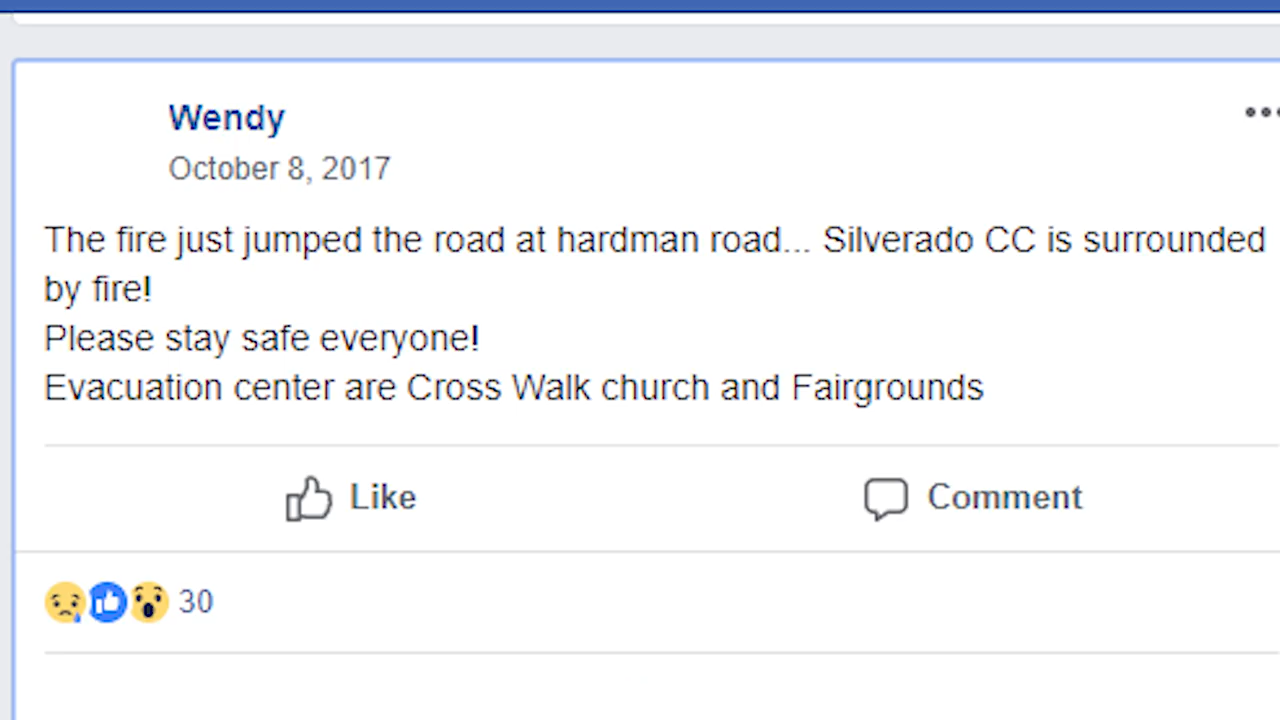 Wendy
October 8, 2017
The fire just jumped the road at hardman road... Silverado CC is surrounded
by fire!
Please stay safe everyone!
Evacuation center are Cross Walk church and Fairgrounds
Like Comment
30